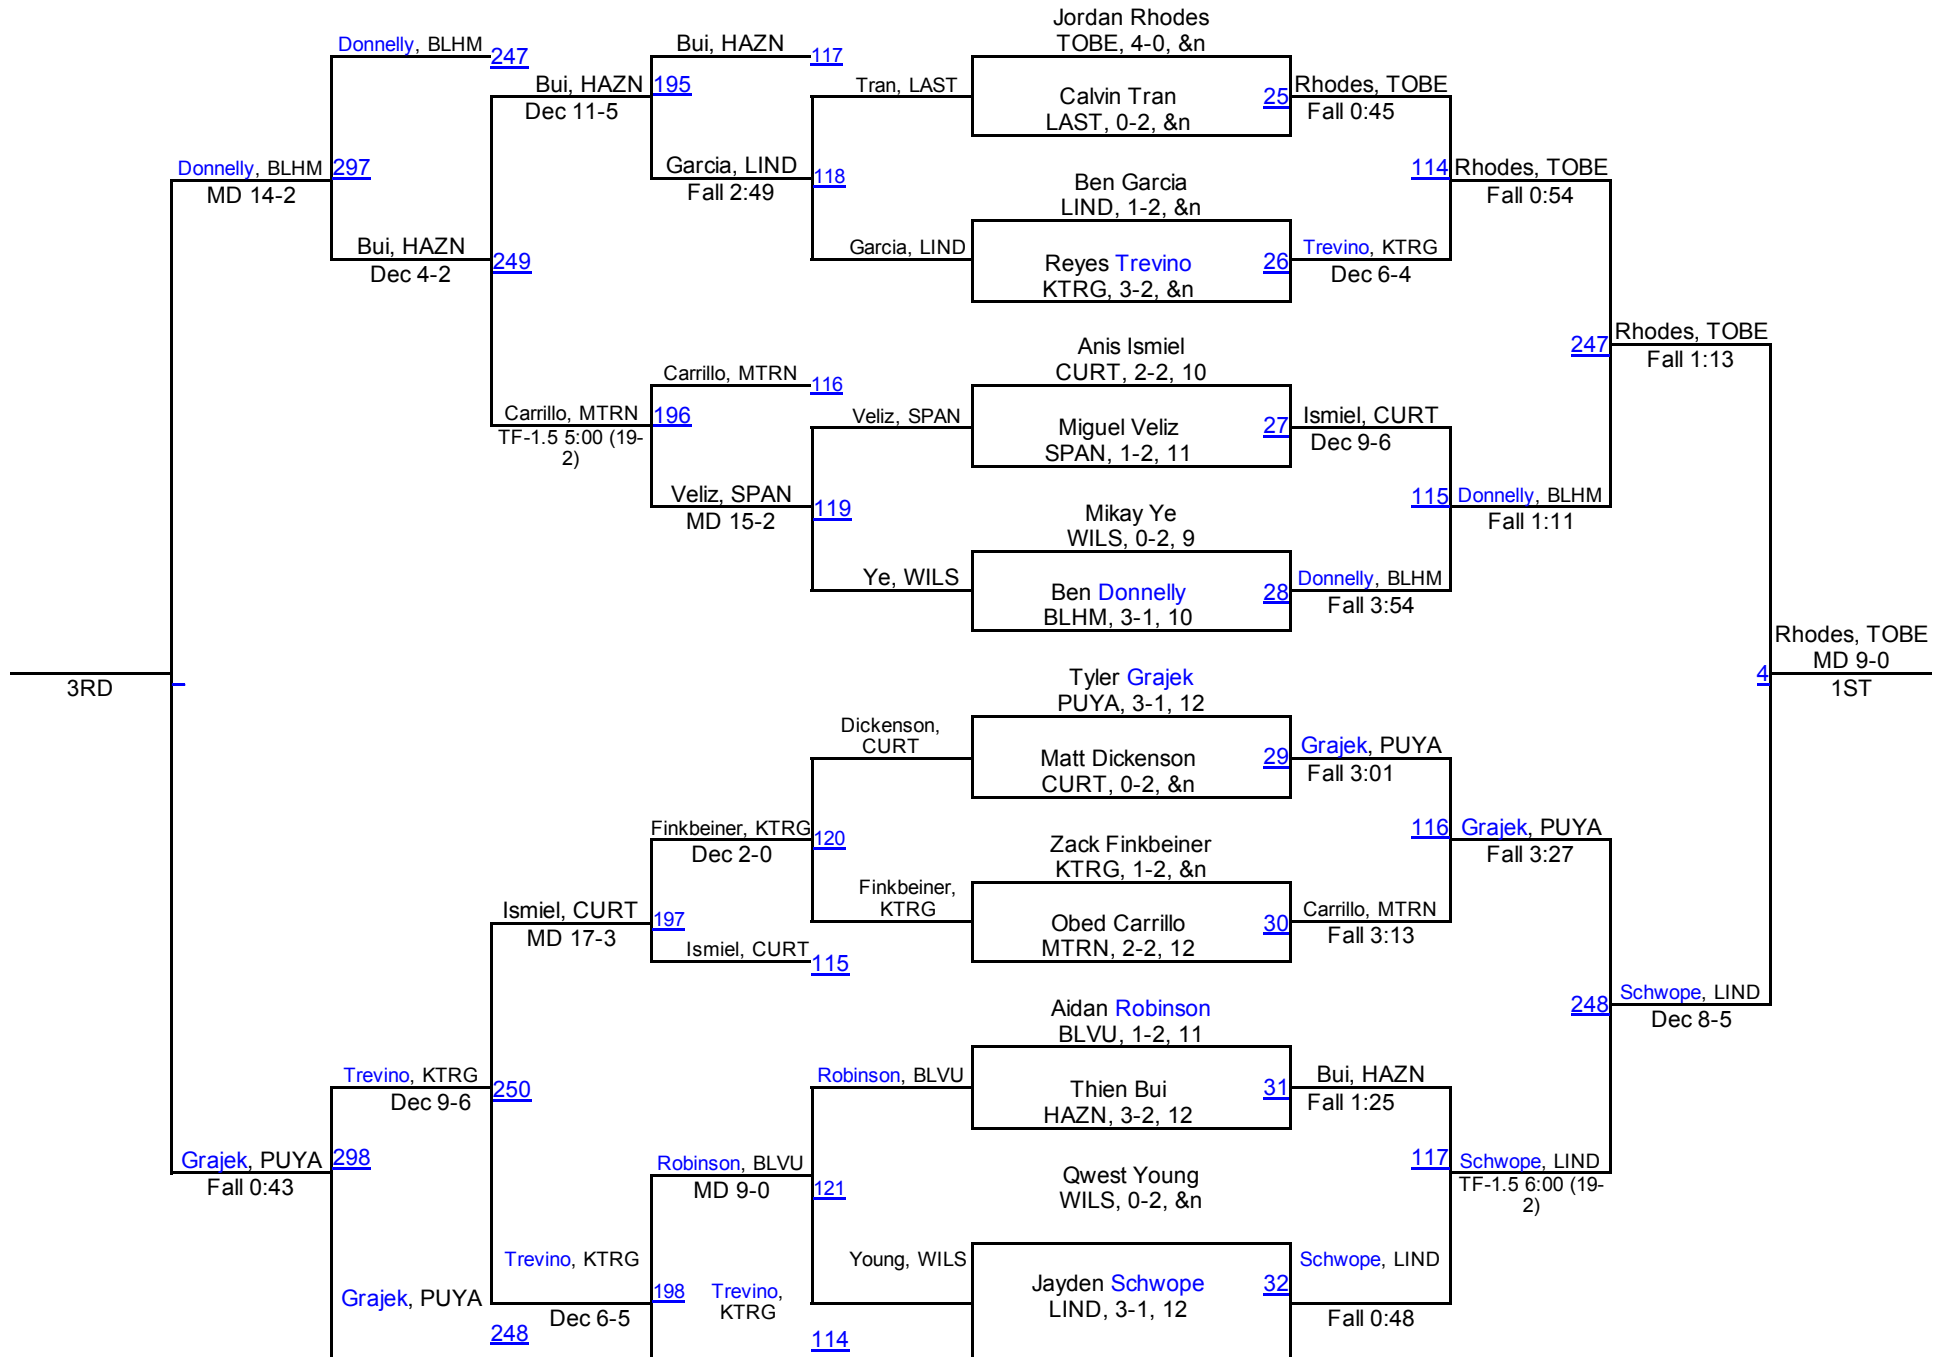 Jordan Rhodes
TOBE, 4-0, &n
Donnelly, BLHM
247
Bui, HAZN
117
Bui, HAZN
195
Dec 11-5
Tran, LAST
Calvin Tran
LAST, 0-2, &n
25
Rhodes, TOBE
Fall 0:45
Donnelly, BLHM
297
MD 14-2
Garcia, LIND
118
Fall 2:49
Ben Garcia
LIND, 1-2, &n
114
Rhodes, TOBE
Fall 0:54
Bui, HAZN
249
Dec 4-2
Garcia, LIND
Reyes Trevino
KTRG, 3-2, &n
26
Trevino, KTRG
Dec 6-4
Anis Ismiel
CURT, 2-2, 10
247
Rhodes, TOBE
Fall 1:13
Carrillo, MTRN
116
Carrillo, MTRN
196
TF-1.5 5:00 (19-
2)
Veliz, SPAN
Miguel Veliz
SPAN, 1-2, 11
27
Ismiel, CURT
Dec 9-6
Veliz, SPAN
119
MD 15-2
Mikay Ye
WILS, 0-2, 9
115
Donnelly, BLHM
Fall 1:11
Ye, WILS
Ben Donnelly
BLHM, 3-1, 10
28
Donnelly, BLHM
Fall 3:54
3RD
Tyler Grajek
PUYA, 3-1, 12
Rhodes, TOBE
MD 9-0
4
1ST
Dickenson,
CURT
Matt Dickenson
CURT, 0-2, &n
29
Grajek, PUYA
Fall 3:01
Finkbeiner, KTRG
120
Dec 2-0
Zack Finkbeiner
KTRG, 1-2, &n
116
Grajek, PUYA
Fall 3:27
Ismiel, CURT
197
MD 17-3
Finkbeiner,
KTRG
Obed Carrillo
MTRN, 2-2, 12
30
Carrillo, MTRN
Fall 3:13
Ismiel, CURT
115
Aidan Robinson
BLVU, 1-2, 11
248
Schwope, LIND
Dec 8-5
Trevino, KTRG
250
Dec 9-6
Robinson, BLVU
Thien Bui
HAZN, 3-2, 12
31
Bui, HAZN
Fall 1:25
Grajek, PUYA
298
Fall 0:43
Robinson, BLVU
121
MD 9-0
Qwest Young
WILS, 0-2, &n
117
Schwope, LIND
TF-1.5 6:00 (19-
2)
Trevino, KTRG
198
Dec 6-5
Young, WILS
Jayden Schwope
LIND, 3-1, 12
32
Schwope, LIND
Fall 0:48
Grajek, PUYA
248
Trevino,
KTRG
114